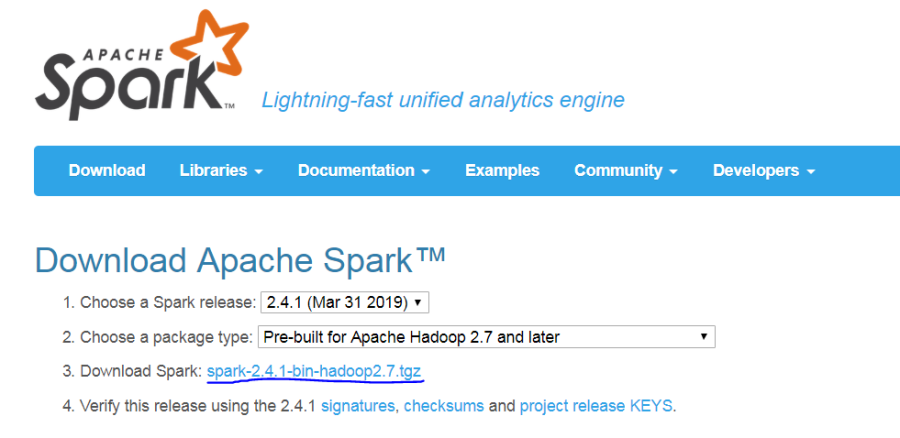 APACHE
Spark™
Lightning-fast unified analytics engine
Download Libraries Documentation Examples Community Developers
Download Apache Spark™
1. Choose a Spark release: 2.4.1 (Mar 31 2019)
2. Choose a package type: Pre-built for Apache Hadoop 2.7 and later
3. Download Spark: spark-2.4.1-bin-hadoop2.7.tgz
4. Verify this release using the 2.4.1 signatures, checksums and project release KEYS.